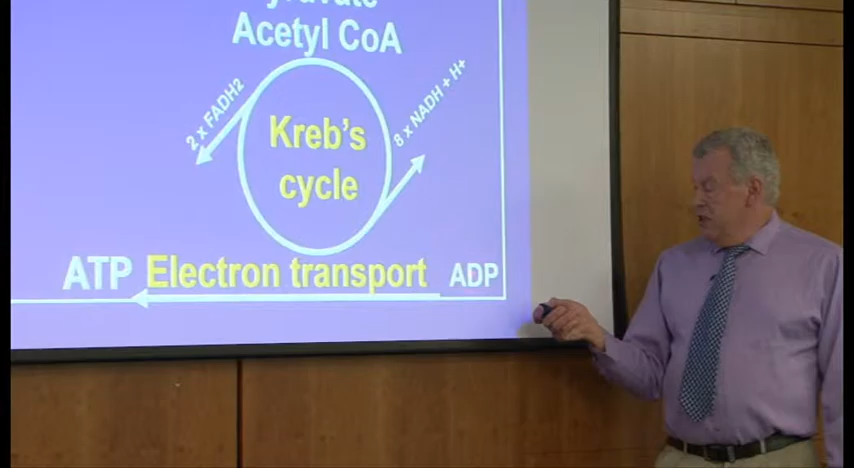 Acetyl CoA
2 x FADH2
8 x NADH + H+
Kreb's
cycle
ATP Electron transport ADP